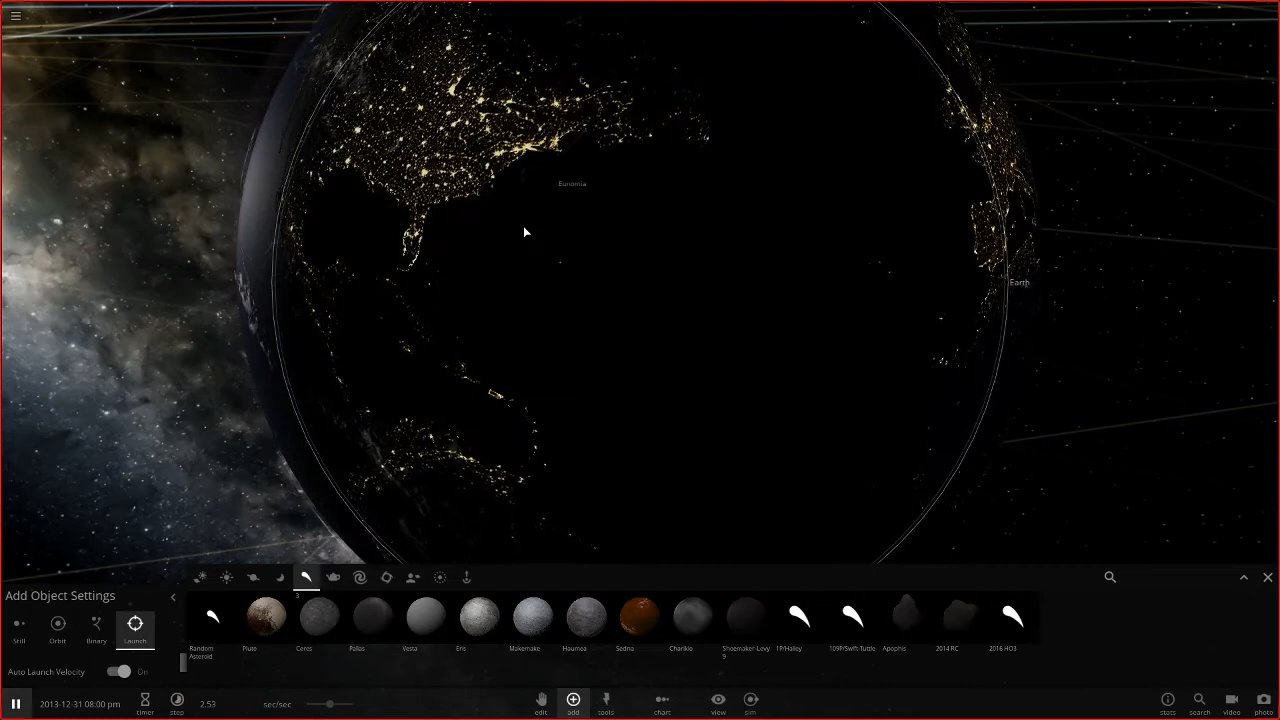 Eunomia
Earth
3
Add Object Settings
Still
Orbit
Binary
Launch
Auto Launch Velocity
On
Random
Asteroid
Pluto
Ceres
Pallas
Vesta
Eris
Makemake
Haumea
Sedna
Chariklo
Shoemaker-Levy
9
1P/Halley
109P/Swift-Tuttle
Apophis
2014 RC
2016 HO3
2013-12-31 08:00 pm
timer
step
2.53
sec/sec
edit
add
tools
chart
view
sim
stats
search
video
photo